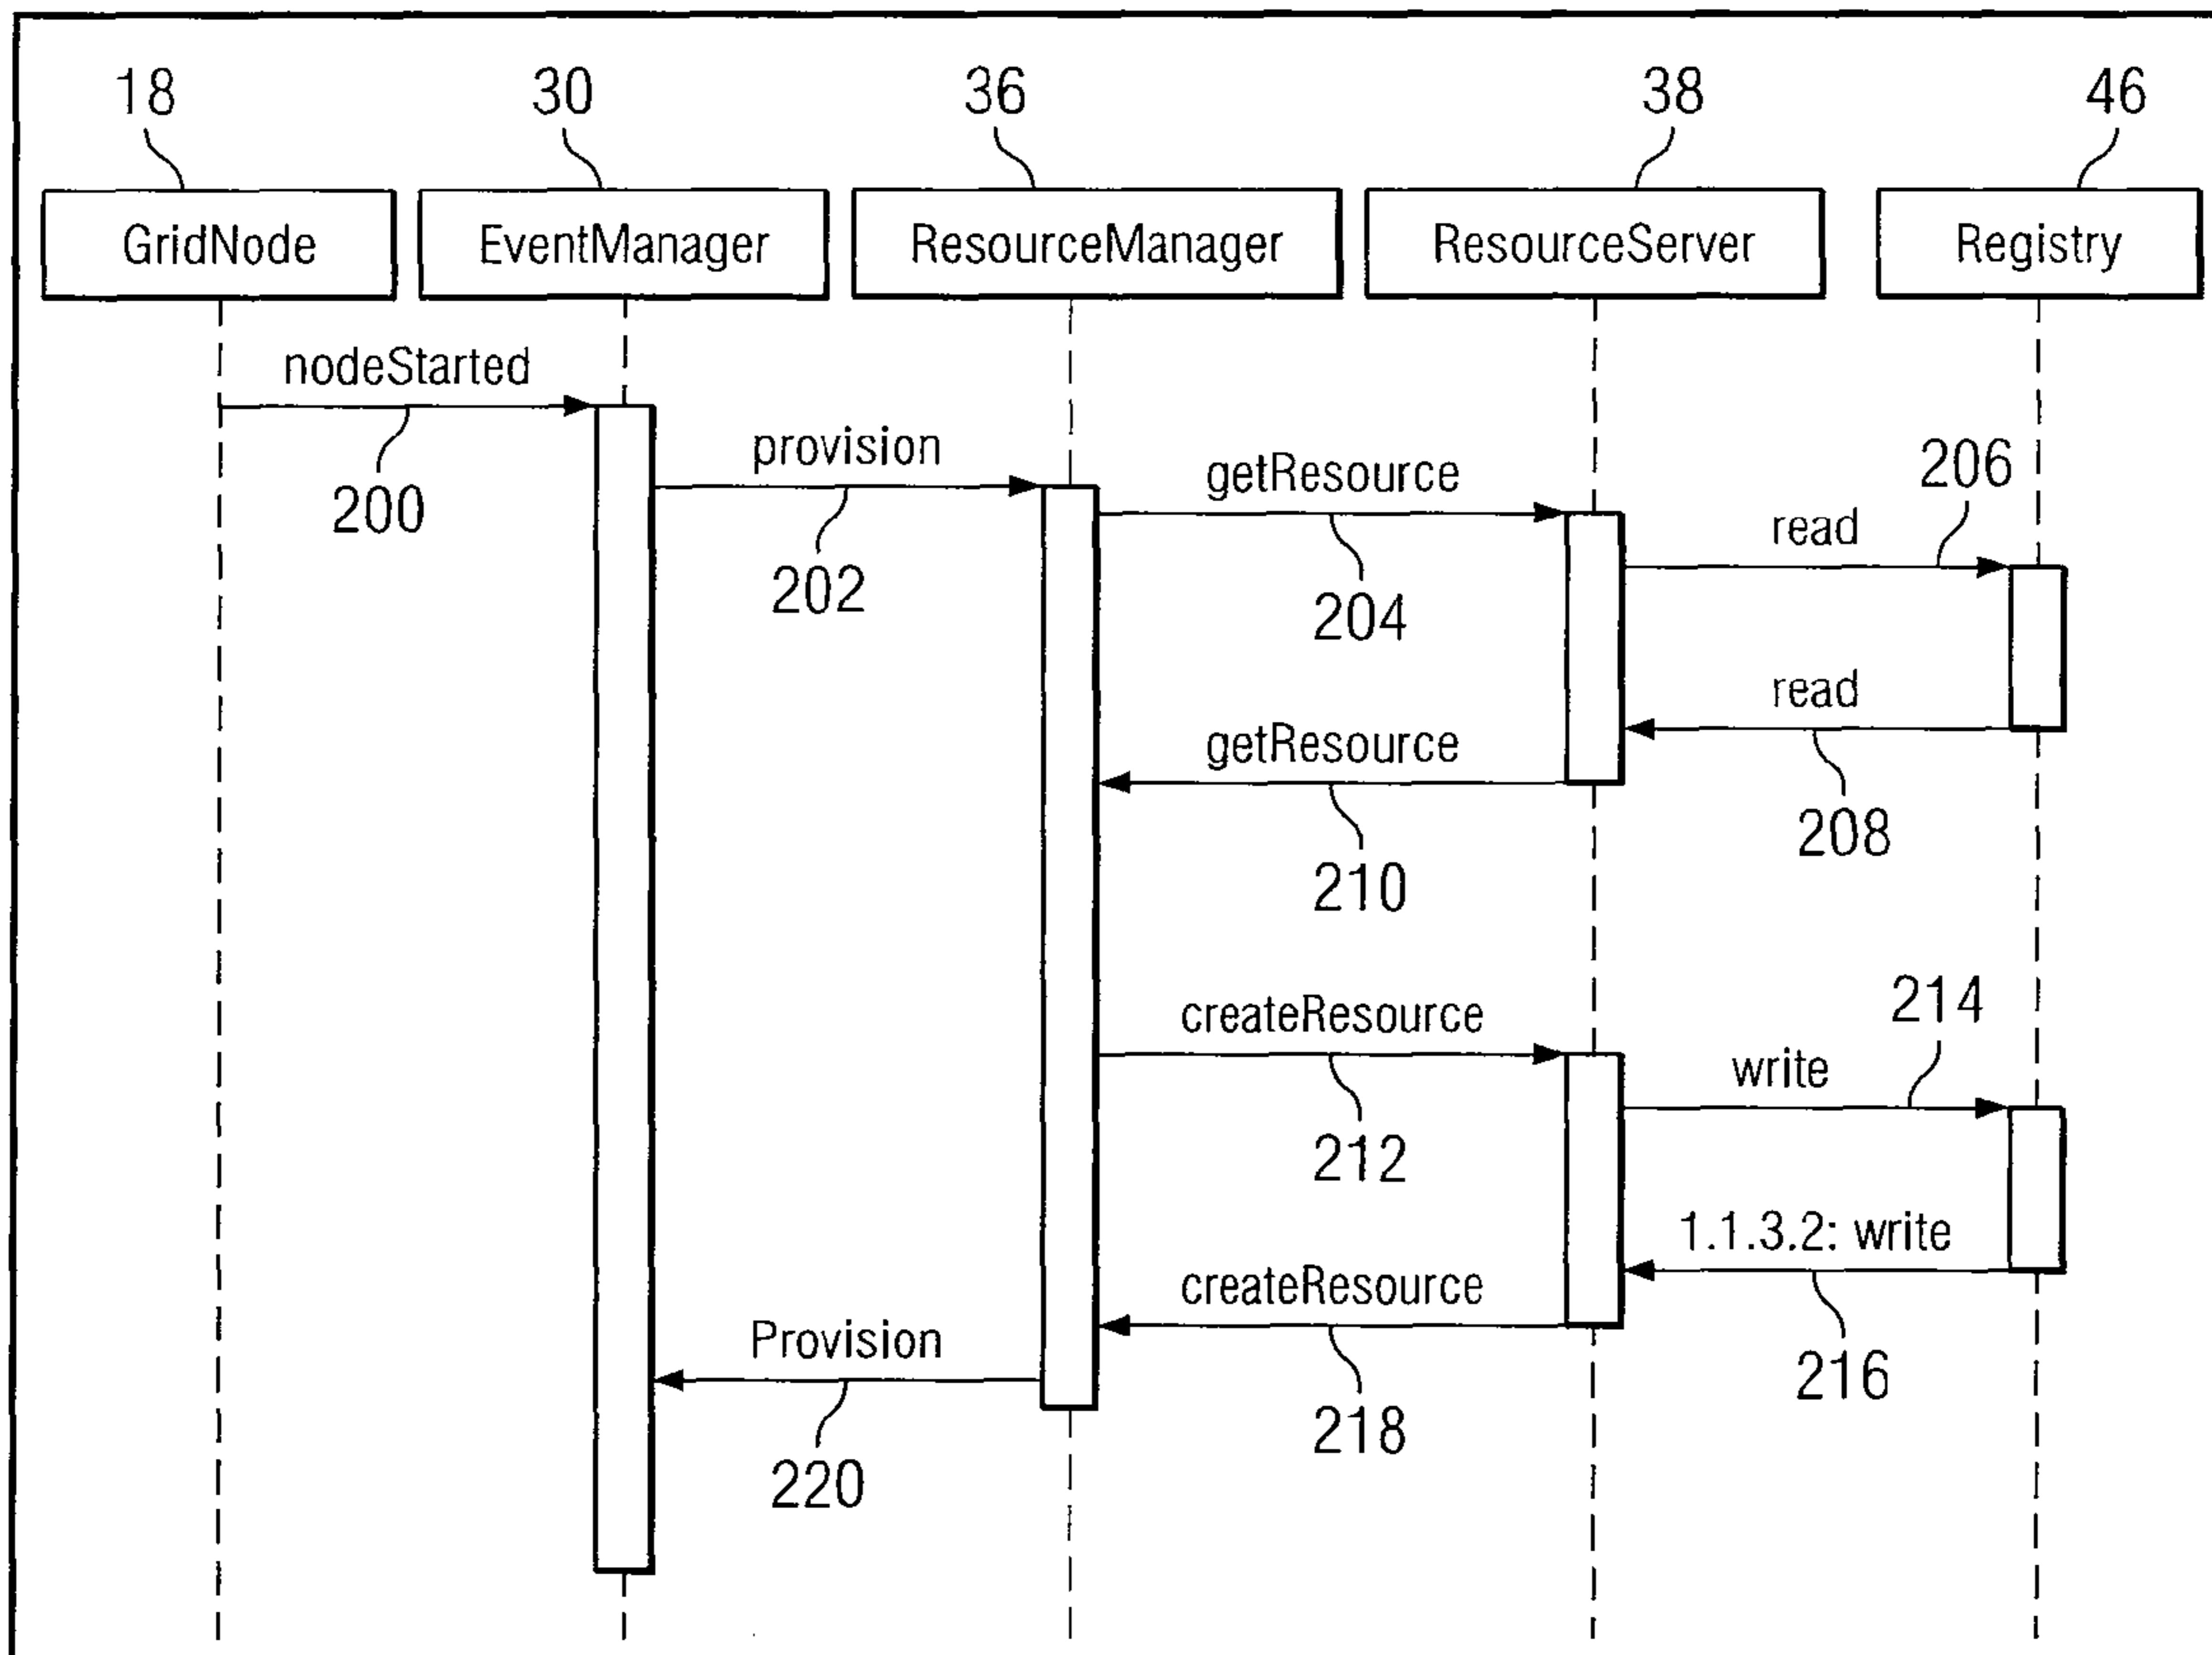 18
30
36
38
46
GridNode
EventManager
ResourceManager
ResourceServer
Registry
nodeStarted
200
provision
202
getResource
204
206
read
read
208
getResource
210
createResource
212
214
write
1.1.3.2: write
216
createResource
218
Provision
220